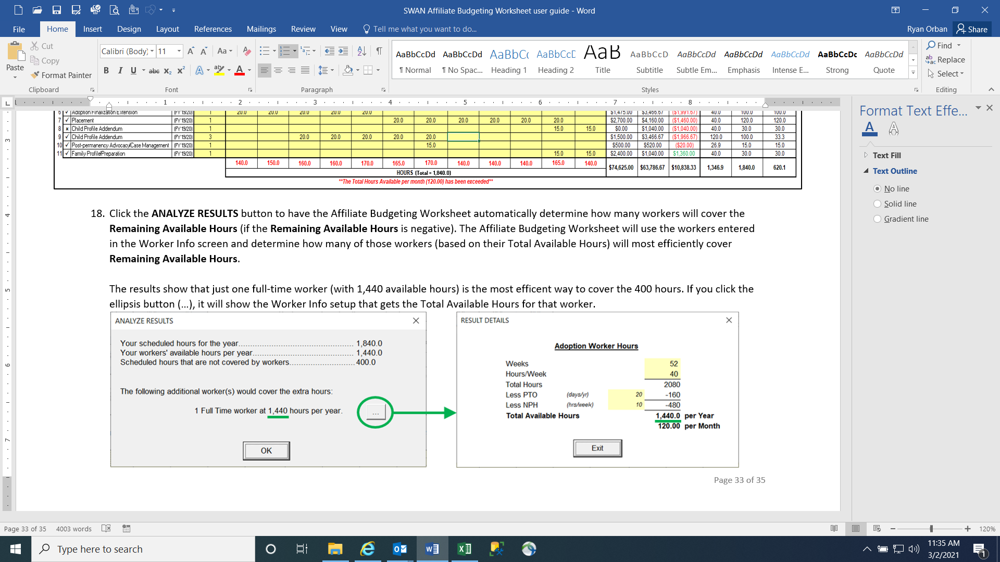 SWAN Affiliate Budgeting Worksheet user guide - Word
File Home Insert Design Layout References Mailings Review View Tell me what you want to do... Ryan Orban Share
Paste
Cut
Copy
Format Painter
Clipboard
Calibri (Body) 11
Font
Paragraph
AaBbCcDd AaBbCcDd AaBbCc AaBbCcC AaB AaBbCcD AaBbCcDd AaBbCcDd AaBbCcDd AaBbCcDc AaBbCcDd
¶ Normal ¶ No Spac... Heading 1 Heading 2 Title Subtitle Subtle Em... Emphasis Intense E... Strong Quote
Styles
Find
Replace
Select
Editing
1 2 3 4 5 6 7 8
6 ✓ Adoption Finalization Extension (FY 19/20) 1 20.0 20.0 20.0 20.0 20.0 $1,475.00 $3,466.67 ($1,991.67) 40.0 100.0 100.0
7 ✓ Placement (FY 19/20) 1 20.0 20.0 20.0 20.0 20.0 20.0 $2,700.00 $4,160.00 ($1,460.00) 40.0 120.0 120.0
8 x Child Profile Addendum (FY 19/20) 1 15.0 15.0 $0.00 $1,040.00 ($1,040.00) 40.0 30.0 30.0
9 ✓ Child Profile Addendum (FY 19/20) 3 20.0 20.0 20.0 20.0 20.0 $1,500.00 $3,466.67 ($1,966.67) 120.0 100.0 33.3
10 ✓ Post-permanency Advocacy/Case Management (FY 19/20) 1 15.0 $500.00 $520.00 ($20.00) 26.9 15.0 15.0
11 ✓ Family Profile/Preparation (FY 19/20) 1 15.0 15.0 $2,400.00 $1,040.00 $1,360.00 40.0 30.0 30.0
140.0 150.0 160.0 160.0 170.0 165.0 170.0 140.0 140.0 140.0 165.0 140.0 $74,625.00 $63,786.67 $10,838.33 1,346.9 1,840.0 620.1
HOURS (Total = 1,840.0)
**The Total Hours Available per month (120.00) has been exceeded**
18. Click the ANALYZE RESULTS button to have the Affiliate Budgeting Worksheet automatically determine how many workers will cover the
Remaining Available Hours (if the Remaining Available Hours is negative). The Affiliate Budgeting Worksheet will use the workers entered
in the Worker Info screen and determine how many of those workers (based on their Total Available Hours) will most efficiently cover
Remaining Available Hours.
The results show that just one full-time worker (with 1,440 available hours) is the most efficent way to cover the 400 hours. If you click the
ellipsis button (...), it will show the Worker Info setup that gets the Total Available Hours for that worker.
ANALYZE RESULTS
Your scheduled hours for the year.................................................. 1,840.0
Your workers' available hours per year............................................ 1,440.0
Scheduled hours that are not covered by workers............................ 400.0
The following additional worker(s) would cover the extra hours:
1 Full Time worker at 1,440 hours per year. ...
OK
RESULT DETAILS
Adoption Worker Hours
Weeks 52
Hours/Week 40
Total Hours 2080
Less PTO (days/yr) 20 -160
Less NPH (hrs/week) 10 -480
Total Available Hours 1,440.0 per Year
120.00 per Month
Exit
Page 33 of 35
Format Text Effe...
Text Fill
Text Outline
No line
Solid line
Gradient line
Page 33 of 35 4003 words 120%
Type here to search
11:35 AM
3/2/2021
1